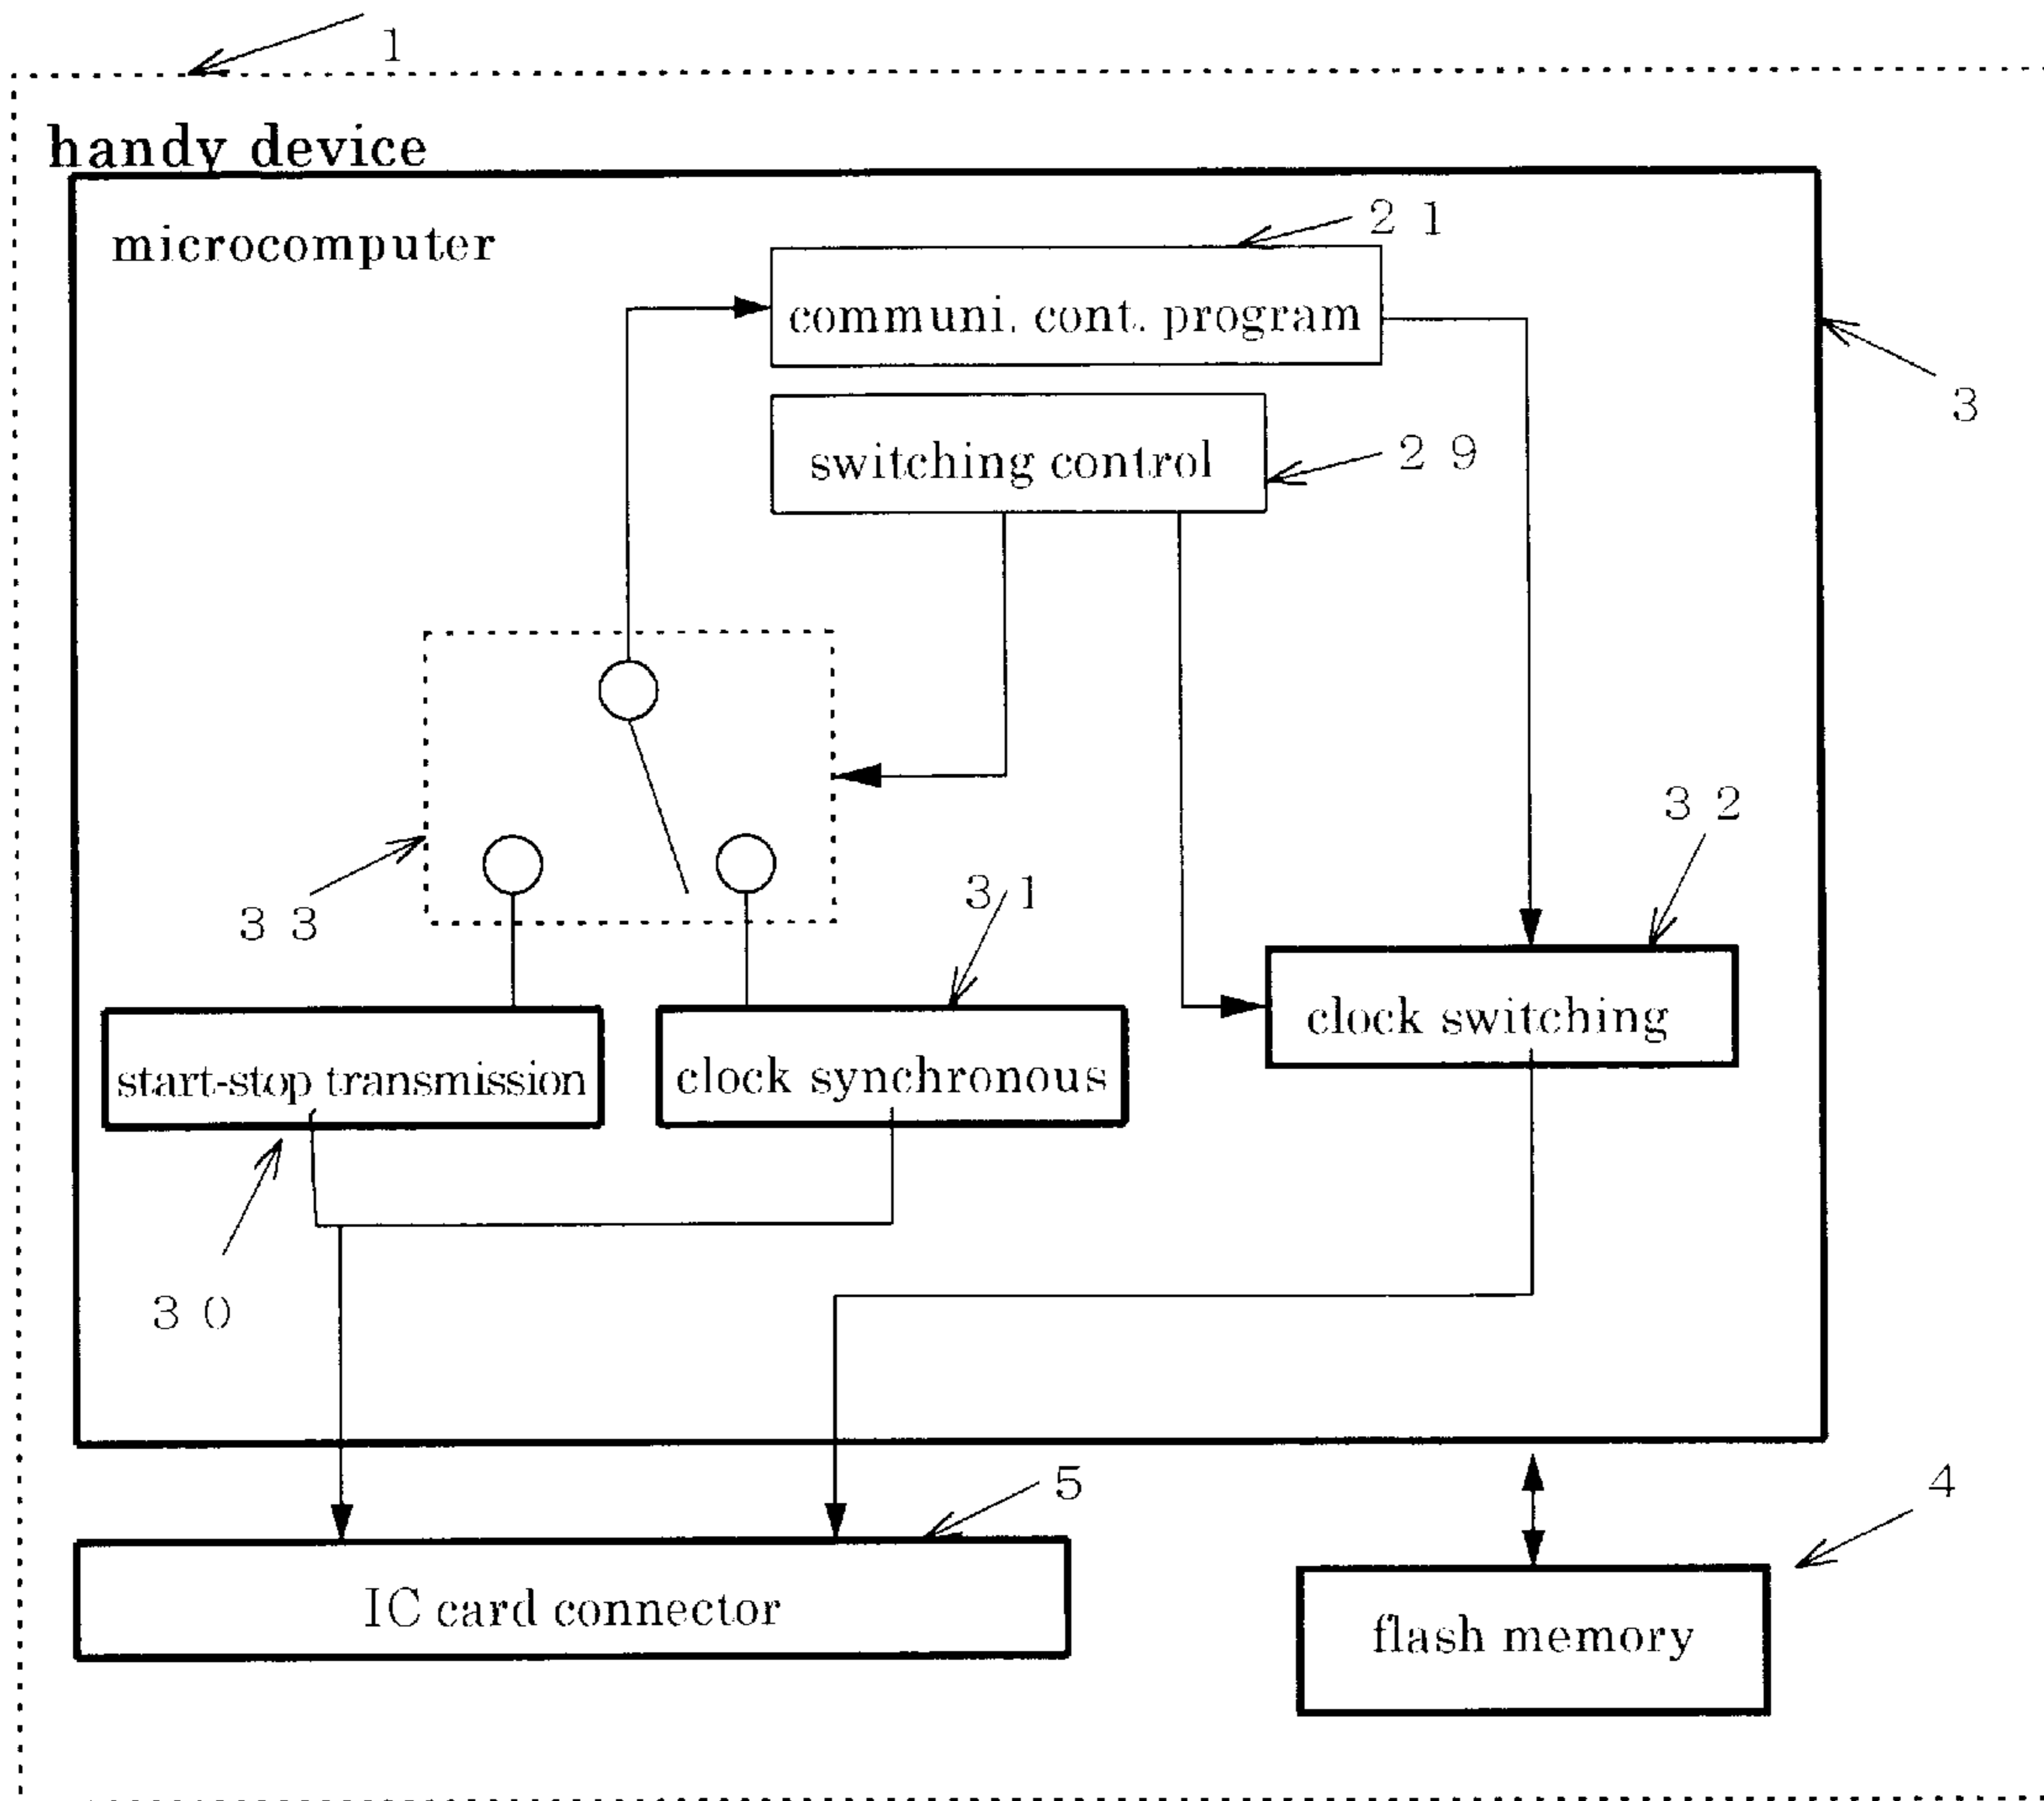 1
handy device
microcomputer
2 1
communi. cont. program
3
switching control
2 9
3 2
3 3
3 1
clock switching
start-stop transmission
clock synchronous
3 0
5
4
IC card connector
flash memory